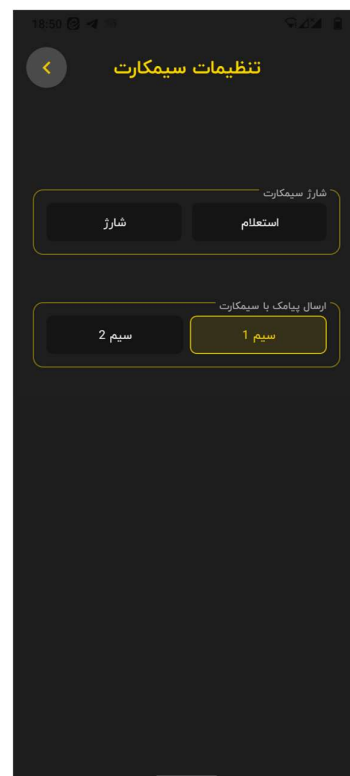 18:50
تنظیمات سیمکارت
شارژ سیمکارت
استعلام شارژ
ارسال پیامک با سیمکارت
سیم 1 سیم 2